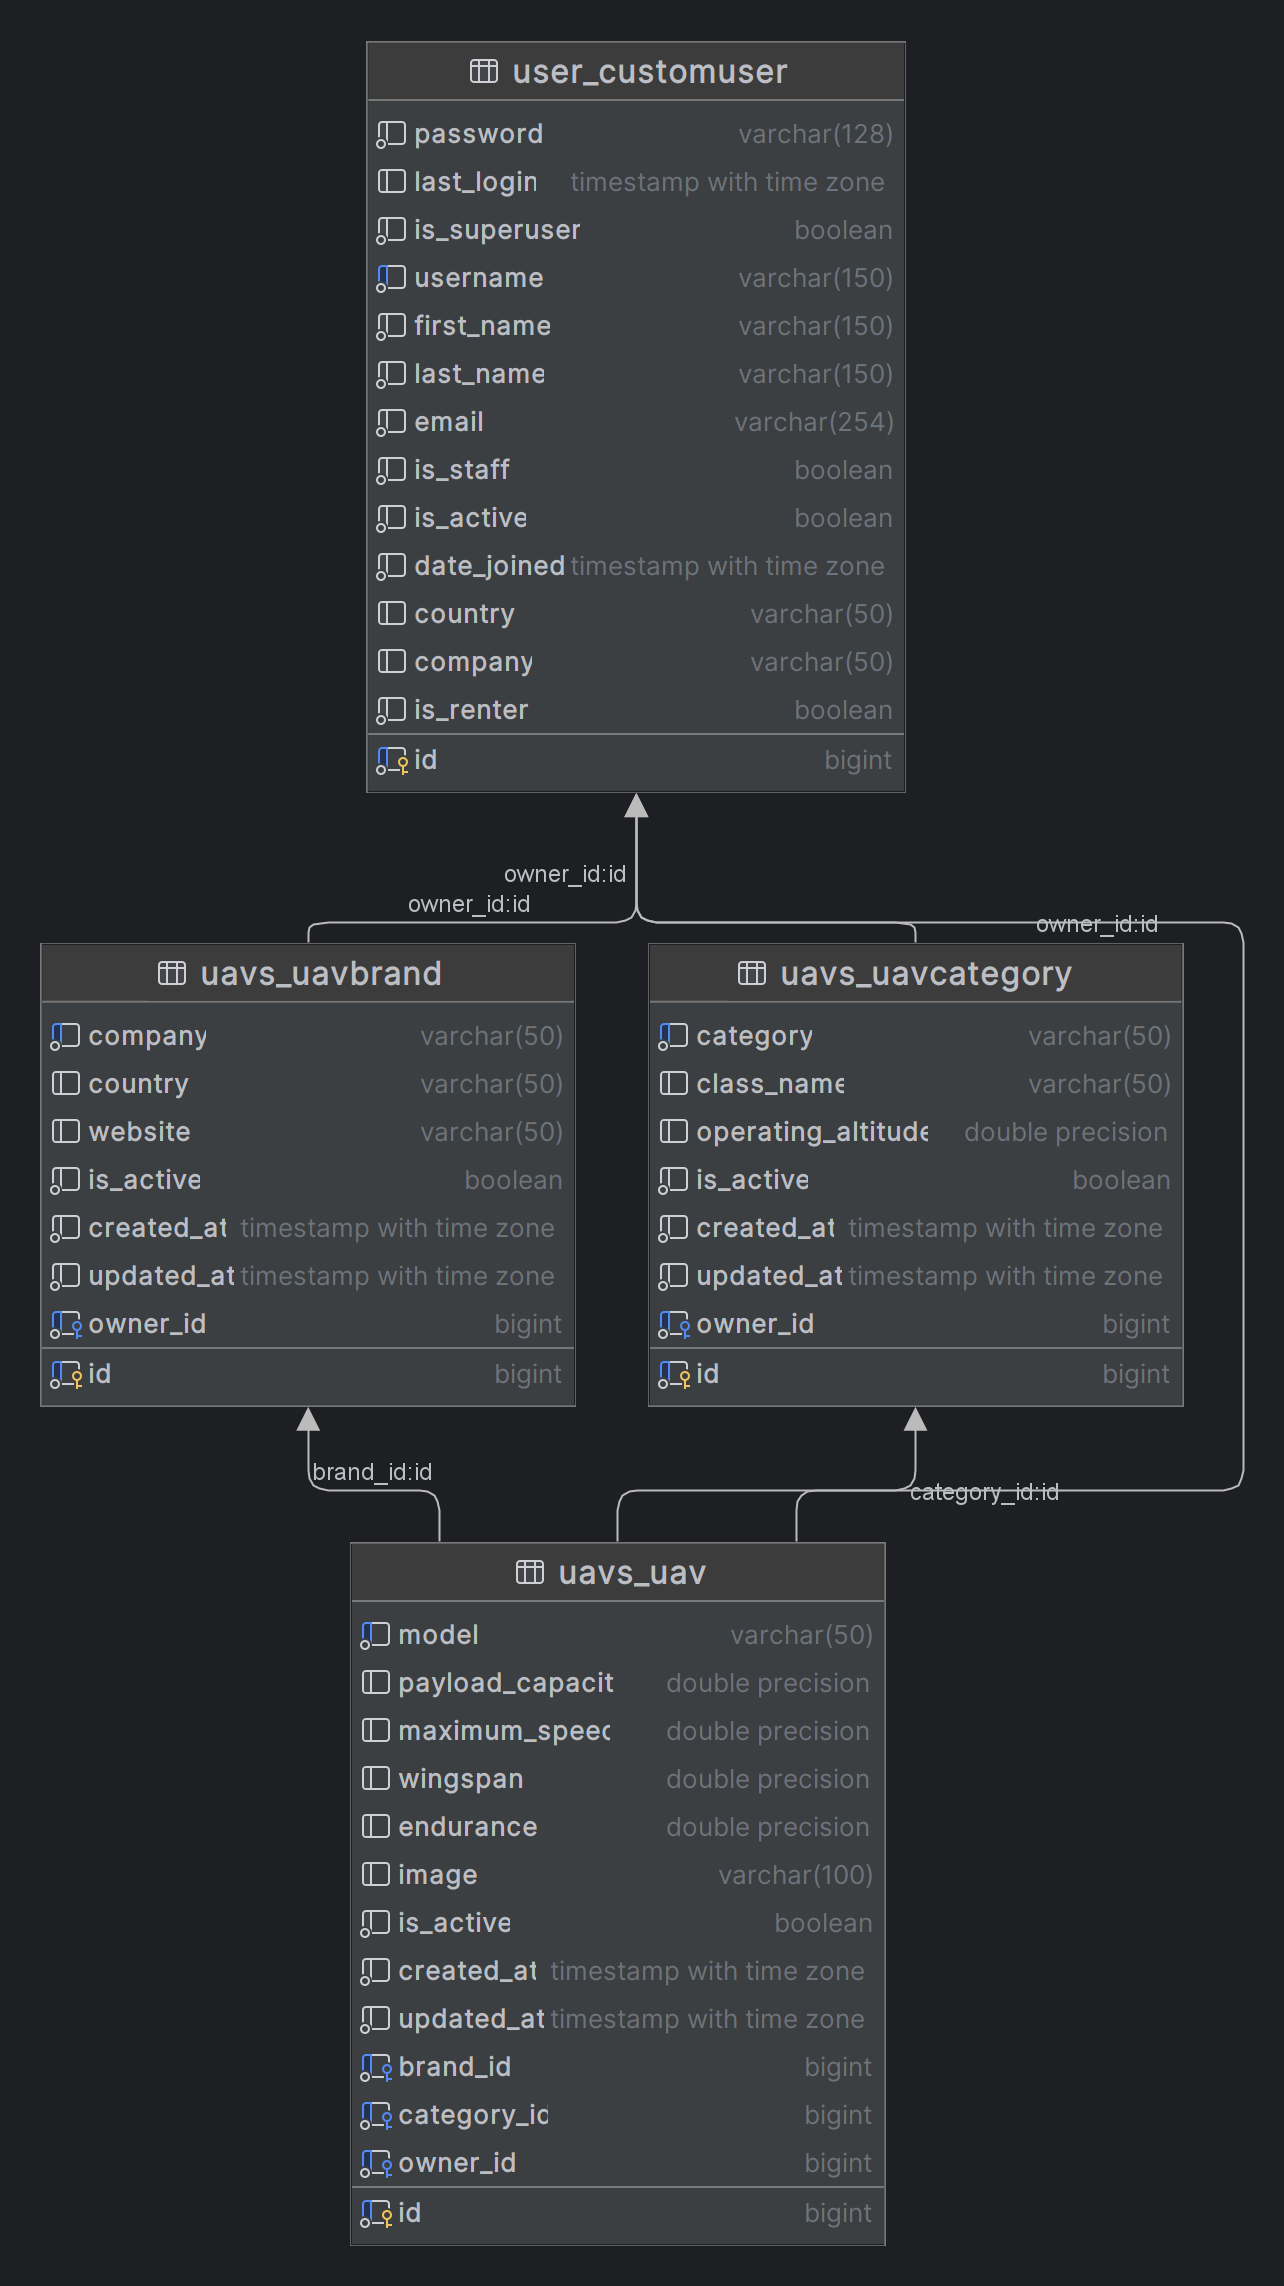 user_customuser
password varchar(128)
last_login timestamp with time zone
is_superuser boolean
username varchar(150)
first_name varchar(150)
last_name varchar(150)
email varchar(254)
is_staff boolean
is_active boolean
date_joined timestamp with time zone
country varchar(50)
company varchar(50)
is_renter boolean
id bigint
owner_id:id
owner_id:id
owner_id:id
uavs_uavbrand
company varchar(50)
country varchar(50)
website varchar(50)
is_active boolean
created_at timestamp with time zone
updated_at timestamp with time zone
owner_id bigint
id bigint
uavs_uavcategory
category varchar(50)
class_name varchar(50)
operating_altitude double precision
is_active boolean
created_at timestamp with time zone
updated_at timestamp with time zone
owner_id bigint
id bigint
brand_id:id
category_id:id
uavs_uav
model varchar(50)
payload_capacit double precision
maximum_speed double precision
wingspan double precision
endurance double precision
image varchar(100)
is_active boolean
created_at timestamp with time zone
updated_at timestamp with time zone
brand_id bigint
category_id bigint
owner_id bigint
id bigint